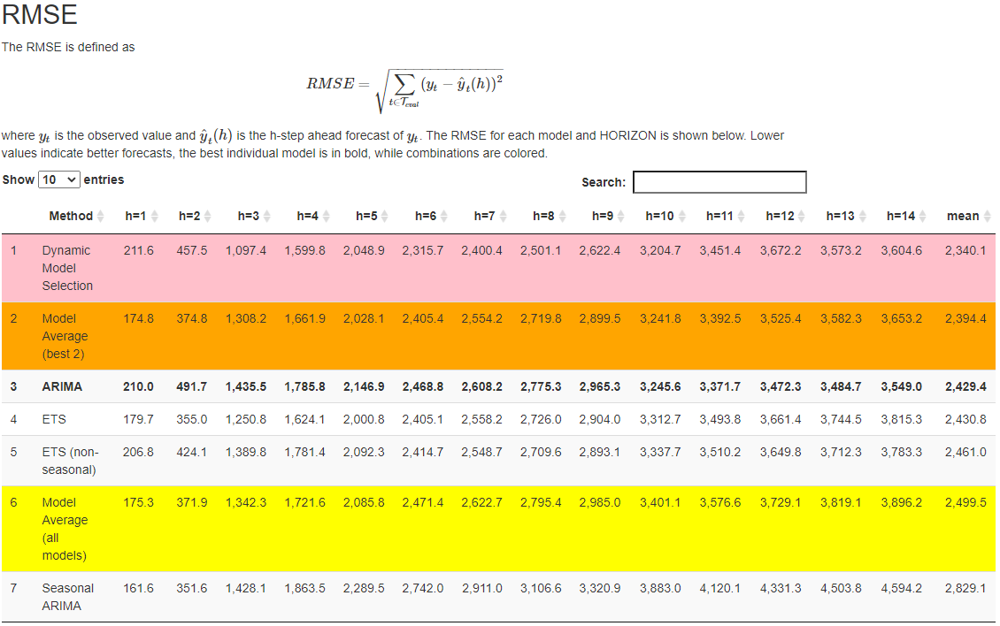 RMSE
The RMSE is defined as
RMSE = √∑t∈𝒯eval (yt − ŷt(h))²
where yt is the observed value and ŷt(h) is the h-step ahead forecast of yt. The RMSE for each model and HORIZON is shown below. Lower
values indicate better forecasts, the best individual model is in bold, while combinations are colored.
Show 10 entries Search:
Method h=1 h=2 h=3 h=4 h=5 h=6 h=7 h=8 h=9 h=10 h=11 h=12 h=13 h=14 mean
1 Dynamic 211.6 457.5 1,097.4 1,599.8 2,048.9 2,315.7 2,400.4 2,501.1 2,622.4 3,204.7 3,451.4 3,672.2 3,573.2 3,604.6 2,340.1
Model
Selection
2 Model 174.8 374.8 1,308.2 1,661.9 2,028.1 2,405.4 2,554.2 2,719.8 2,899.5 3,241.8 3,392.5 3,525.4 3,582.3 3,653.2 2,394.4
Average
(best 2)
3 ARIMA 210.0 491.7 1,435.5 1,785.8 2,146.9 2,468.8 2,608.2 2,775.3 2,965.3 3,245.6 3,371.7 3,472.3 3,484.7 3,549.0 2,429.4
4 ETS 179.7 355.0 1,250.8 1,624.1 2,000.8 2,405.1 2,558.2 2,726.0 2,904.0 3,312.7 3,493.8 3,661.4 3,744.5 3,815.3 2,430.8
5 ETS (non- 206.8 424.1 1,389.8 1,781.4 2,092.3 2,414.7 2,548.7 2,709.6 2,893.1 3,337.7 3,510.2 3,649.8 3,712.3 3,783.3 2,461.0
seasonal)
6 Model 175.3 371.9 1,342.3 1,721.6 2,085.8 2,471.4 2,622.7 2,795.4 2,985.0 3,401.1 3,576.6 3,729.1 3,819.1 3,896.2 2,499.5
Average
(all
models)
7 Seasonal 161.6 351.6 1,428.1 1,863.5 2,289.5 2,742.0 2,911.0 3,106.6 3,320.9 3,883.0 4,120.1 4,331.3 4,503.8 4,594.2 2,829.1
ARIMA